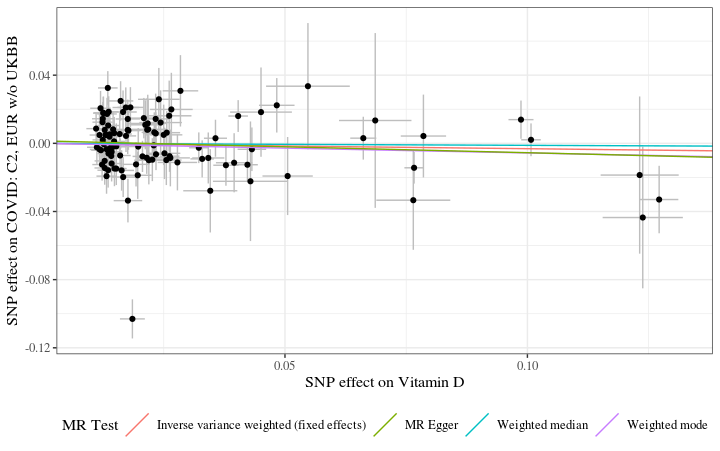 SNP effect on COVID: C2, EUR w/o UKBB
0.04
0.00
-0.04
-0.08
-0.12
0.05
0.10
SNP effect on Vitamin D
MR Test
Inverse variance weighted (fixed effects)
MR Egger
Weighted median
Weighted mode